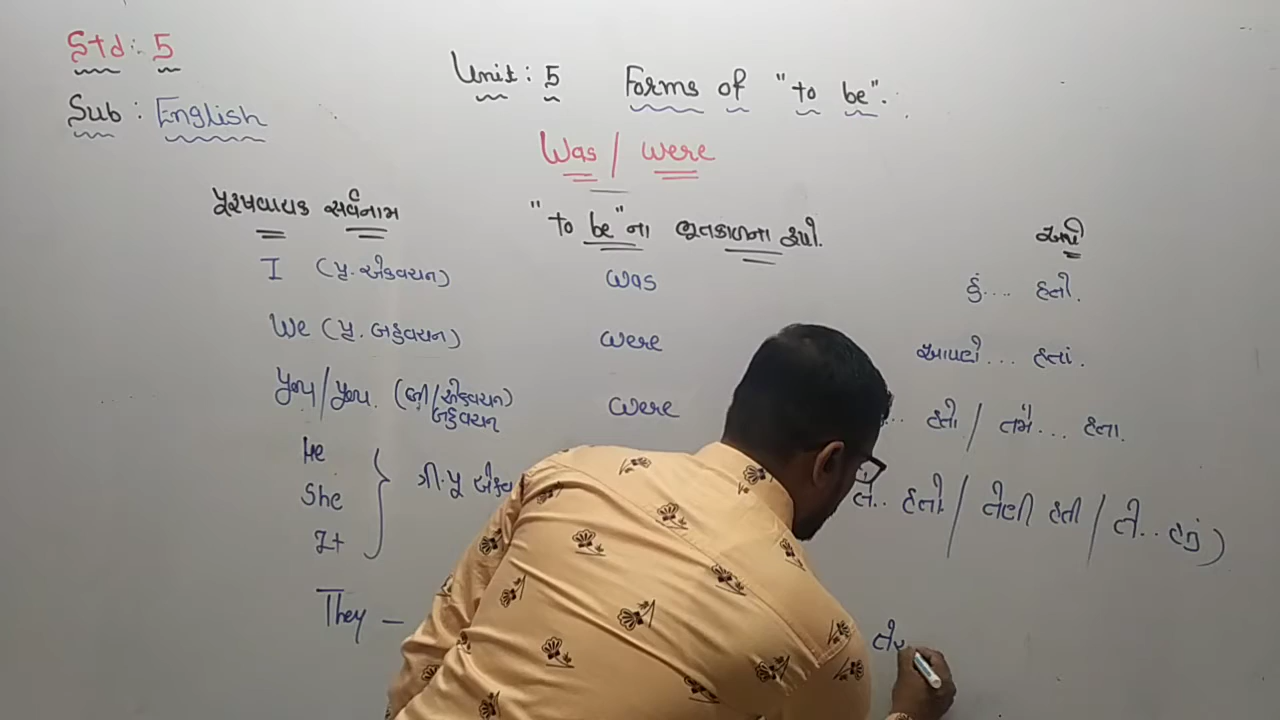 Std: 5
Unit: 5 Forms of "to be".
Sub: English
Was / were
પુરુષવાચક સર્વનામ "to be"ના ભૂતકાળના રૂપો. અર્થ
I (પ્ર. એકવચન) was હું.... હતો.
We (પ્ર. બહુવચન) were આપણે... હતાં.
You/you. (બી/એકવચન) were હતો / તમે... હતા.
બહુવચન
He
She ત્રી.પુ તે.. હતો / તેણી હતી / તે.. હતું)
It
They –